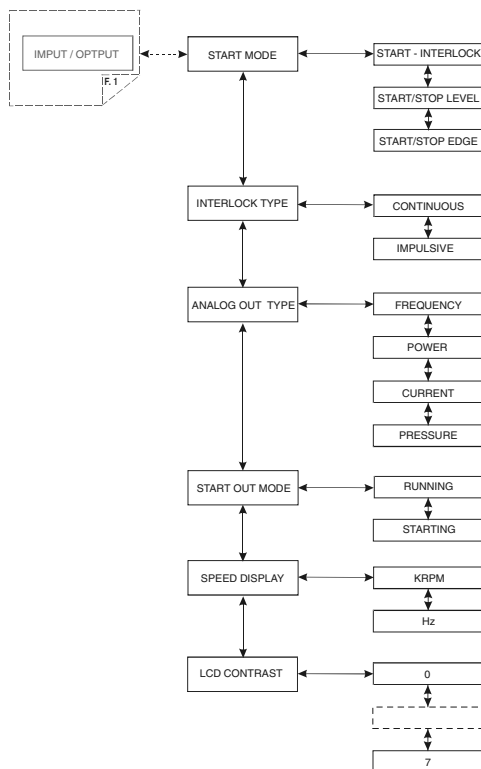 IMPUT / OPTPUT
F. 1
START MODE
START - INTERLOCK
START/STOP LEVEL
START/STOP EDGE
INTERLOCK TYPE
CONTINUOUS
IMPULSIVE
ANALOG OUT TYPE
FREQUENCY
POWER
CURRENT
PRESSURE
START OUT MODE
RUNNING
STARTING
SPEED DISPLAY
KRPM
Hz
LCD CONTRAST
0
7